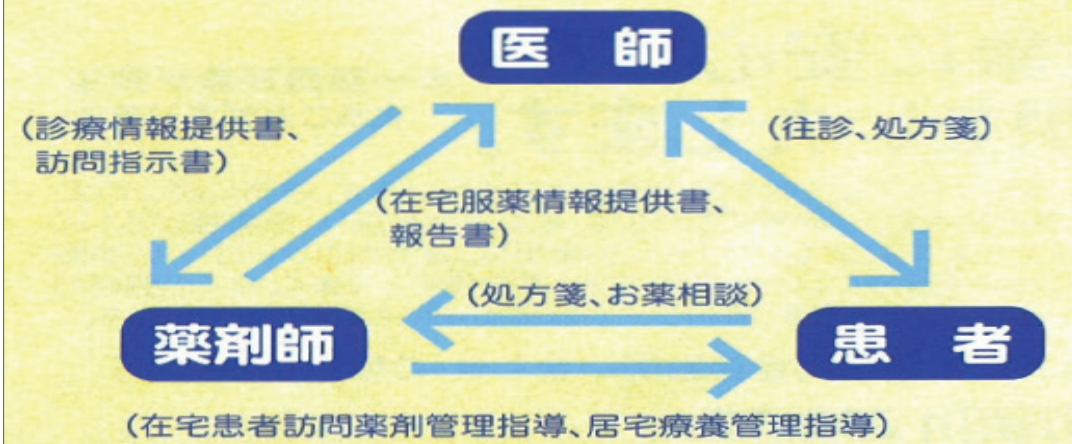 医 師
（診療情報提供書、
訪問指示書）
（往診、処方箋）
（在宅服薬情報提供書、
報告書）
（処方箋、お薬相談）
薬剤師
患 者
（在宅患者訪問薬剤管理指導、居宅療養管理指導）